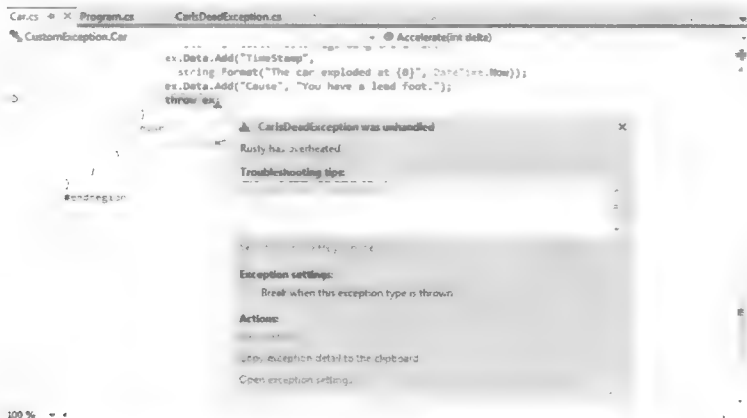 Car.cs Program.cs CarIsDeadException.cs
CustomException.Car Accelerate(int delta)
ex.Data.Add("TimeStamp",
string.Format("The car exploded at {0}", DateTime.Now));
ex.Data.Add("Cause", "You have a lead foot.");
throw ex;
}
else
CarIsDeadException was unhandled
Rusty has overheated
Troubleshooting tips:
}
}
#endregion
Exception settings:
Break when this exception type is thrown
Actions:
Copy exception detail to the clipboard
Open exception settings
100 %